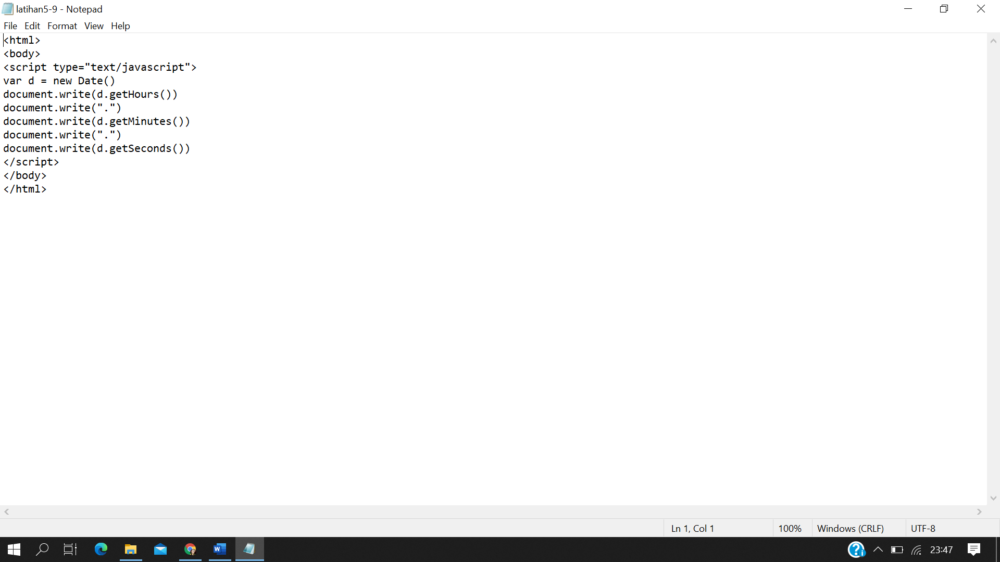 latihan5-9 - Notepad
File Edit Format View Help
<html>
<body>
<script type="text/javascript">
var d = new Date()
document.write(d.getHours())
document.write(".")
document.write(d.getMinutes())
document.write(".")
document.write(d.getSeconds())
</script>
</body>
</html>
Ln 1, Col 1 100% Windows (CRLF) UTF-8
23:47